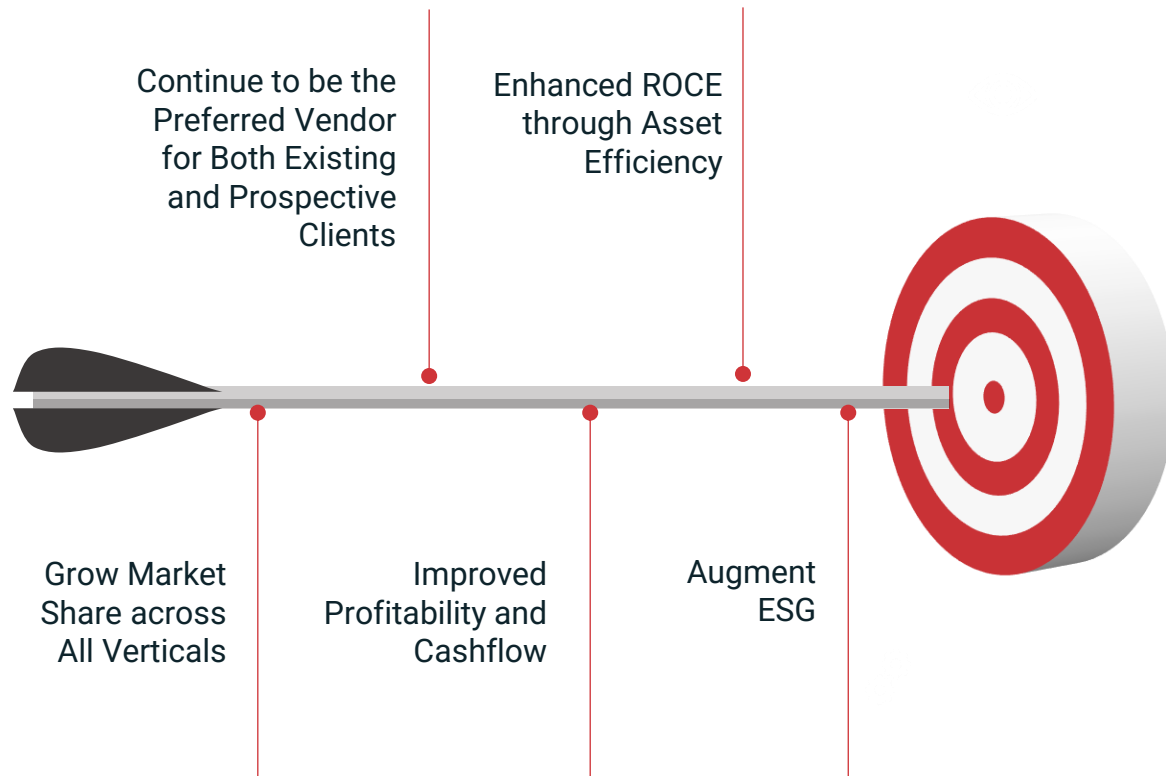 Continue to be the
Preferred Vendor
for Both Existing
and Prospective
Clients
Enhanced ROCE
through Asset
Efficiency
Grow Market
Share across
All Verticals
Improved
Profitability and
Cashflow
Augment
ESG